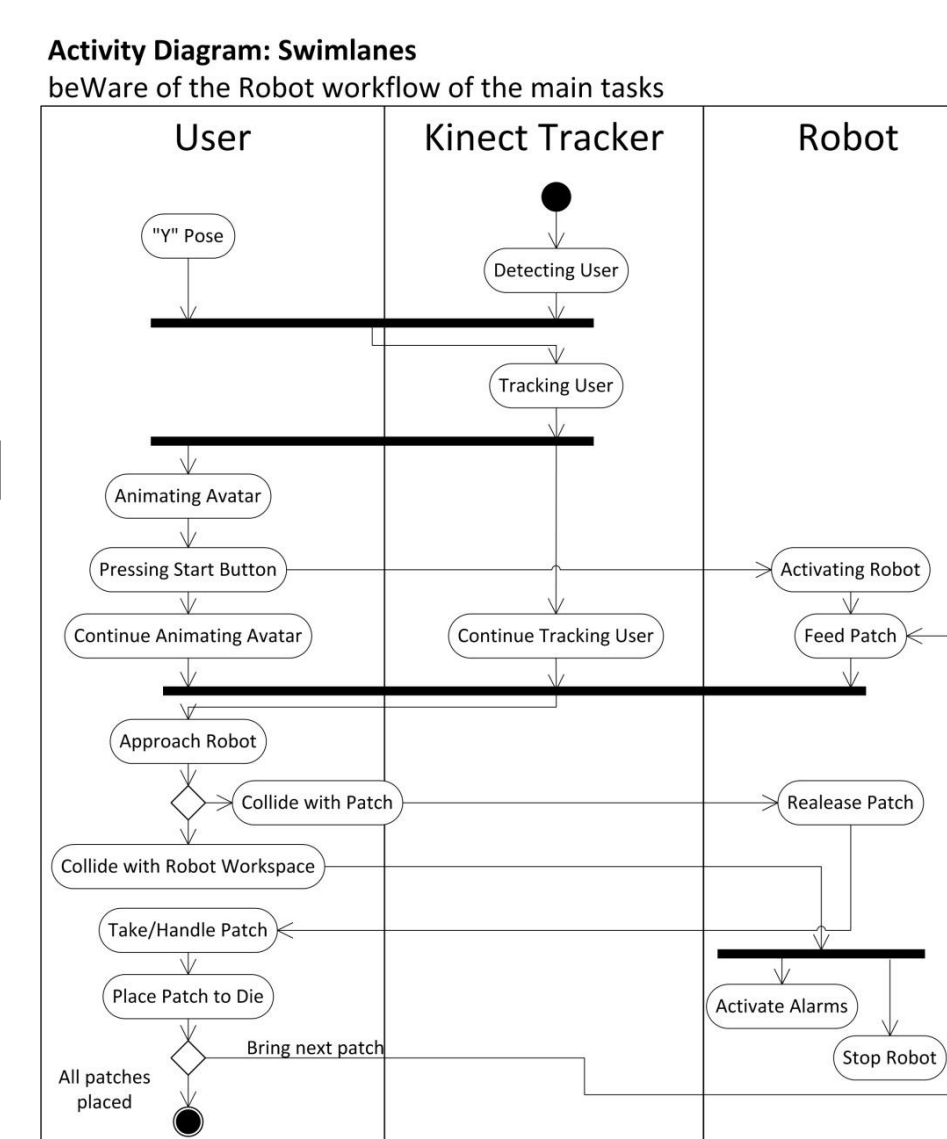 Activity Diagram: Swimlanes
beWare of the Robot workflow of the main tasks
User
Kinect Tracker
Robot
"Y" Pose
Detecting User
Tracking User
Animating Avatar
Pressing Start Button
Activating Robot
Continue Animating Avatar
Continue Tracking User
Feed Patch
Approach Robot
Collide with Patch
Realease Patch
Collide with Robot Workspace
Take/Handle Patch
Place Patch to Die
Activate Alarms
Bring next patch
Stop Robot
All patches
placed